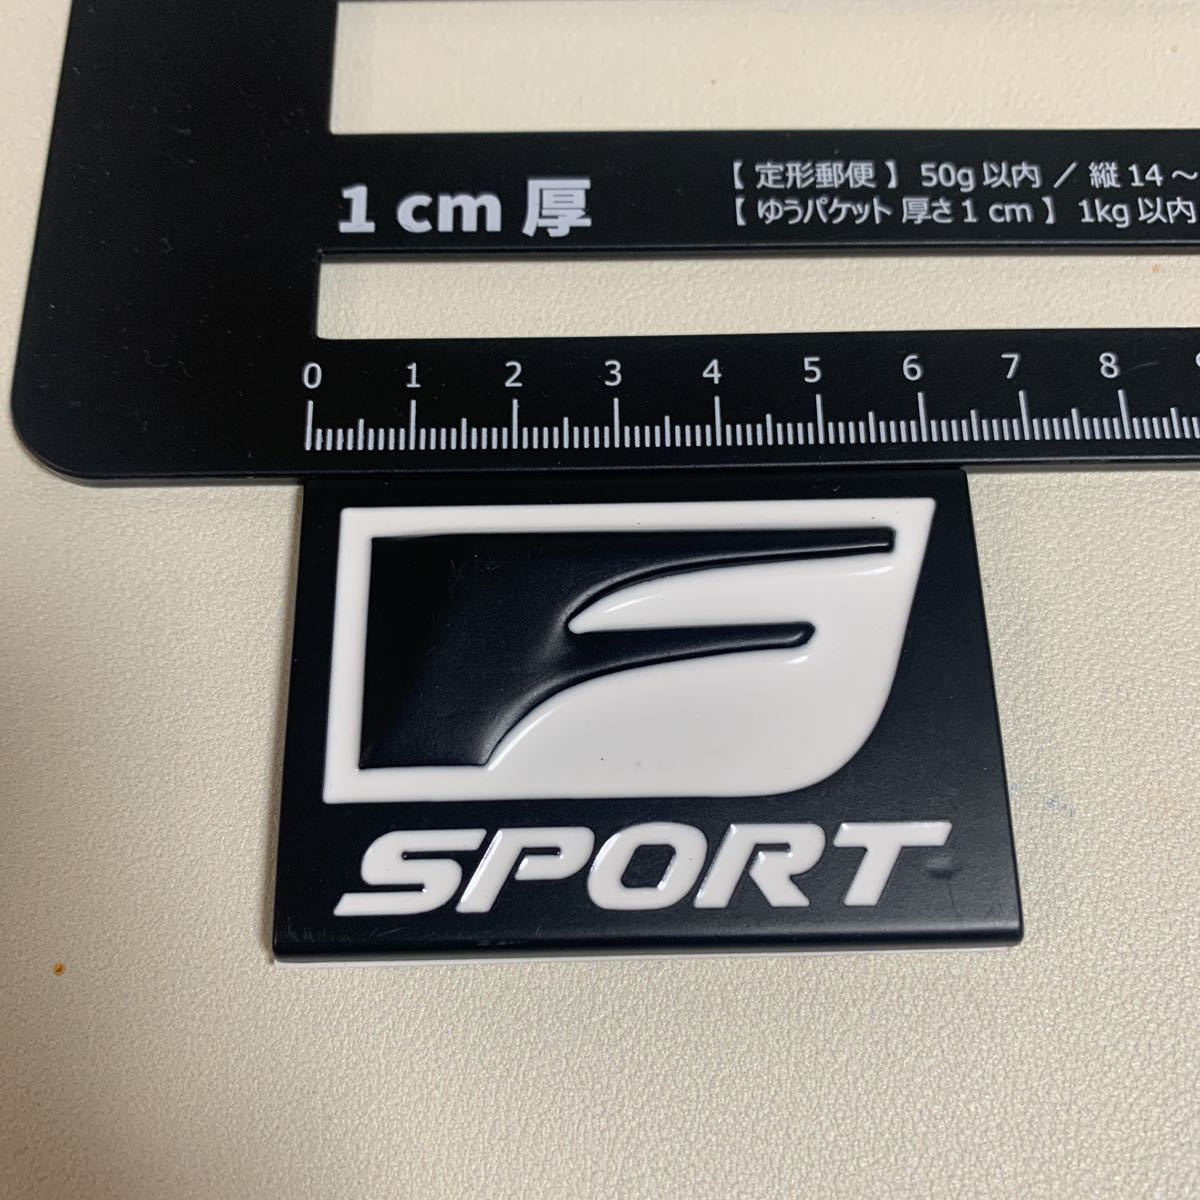 【 定形郵便 】 50g 以内 ／ 縦 14 ～
1 cm 厚
【 ゆうパケット 厚さ 1 cm 】 1kg 以内
0 1 2 3 4 5 6 7 8
F
SPORT